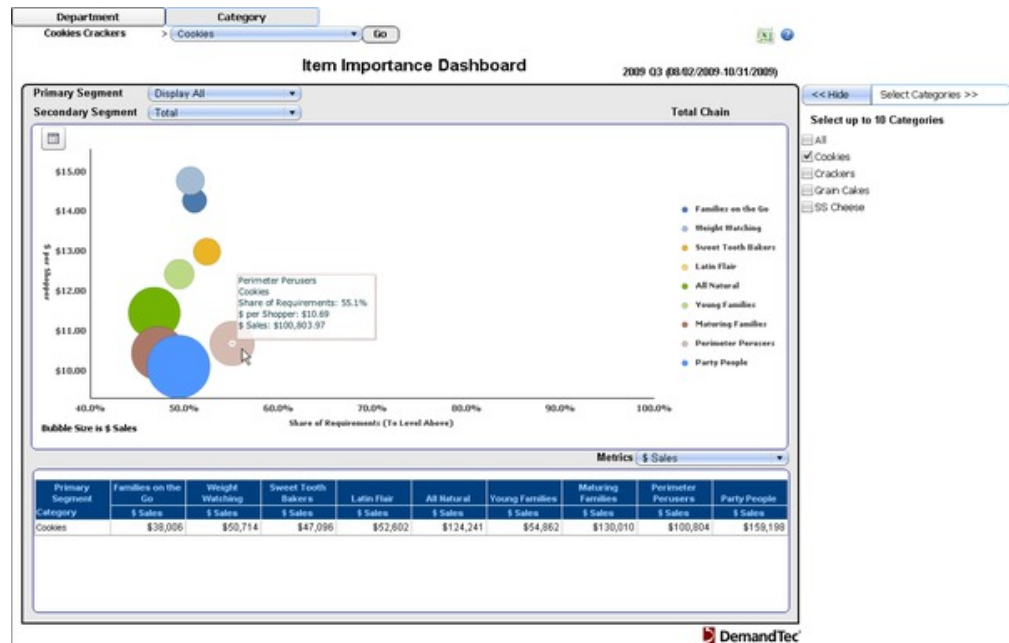 Department Category
Cookies Crackers > Cookies Go
Item Importance Dashboard
2009 Q3 (08/02/2009-10/31/2009)
Primary Segment Display All
Secondary Segment Total
Total Chain
<< Hide Select Categories >>
Select up to 10 Categories
All
Cookies
Crackers
Grain Cakes
SS Cheese
$15.00
$14.00
$13.00
$12.00
$11.00
$10.00
$ per Shopper
Perimeter Perusers
Cookies
Share of Requirements: 55.1%
$ per Shopper: $10.69
$ Sales: $100,803.97
Families on the Go
Weight Watching
Sweet Tooth Bakers
Latin Flair
All Natural
Young Families
Maturing Families
Perimeter Perusers
Party People
40.0% 50.0% 60.0% 70.0% 80.0% 90.0% 100.0%
Share of Requirements (To Level Above)
Bubble Size is $ Sales
Metrics $ Sales
Primary Segment Families on the Go Weight Watching Sweet Tooth Bakers Latin Flair All Natural Young Families Maturing Families Perimeter Perusers Party People
Category $ Sales $ Sales $ Sales $ Sales $ Sales $ Sales $ Sales $ Sales $ Sales
Cookies $38,006 $50,714 $47,096 $52,602 $124,241 $54,862 $130,010 $100,804 $159,198
DemandTec